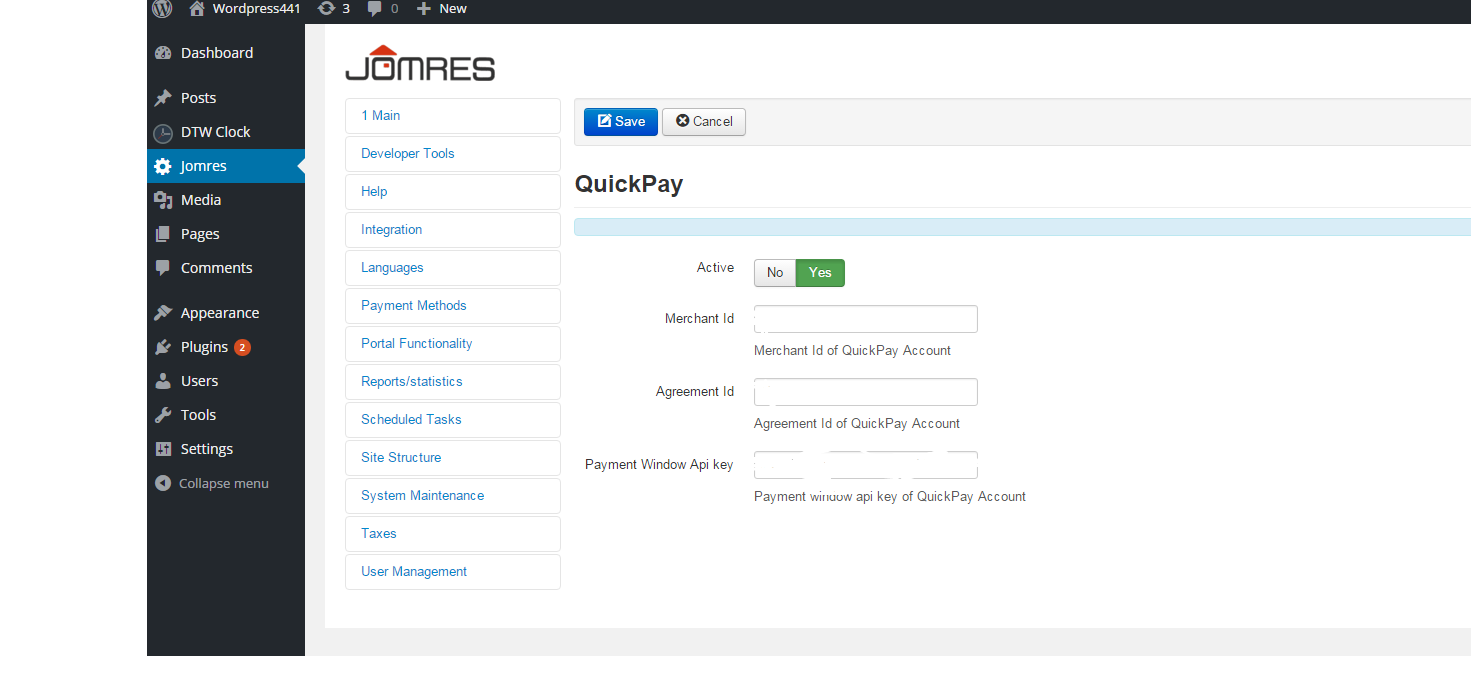 Wordpress441 3 0 New
Dashboard
Posts
DTW Clock
Jomres
Media
Pages
Comments
Appearance
Plugins 2
Users
Tools
Settings
Collapse menu
JOMRES
1 Main
Developer Tools
Help
Integration
Languages
Payment Methods
Portal Functionality
Reports/statistics
Scheduled Tasks
Site Structure
System Maintenance
Taxes
User Management
Save Cancel
QuickPay
Active No Yes
Merchant Id
Merchant Id of QuickPay Account
Agreement Id
Agreement Id of QuickPay Account
Payment Window Api key
Payment window api key of QuickPay Account